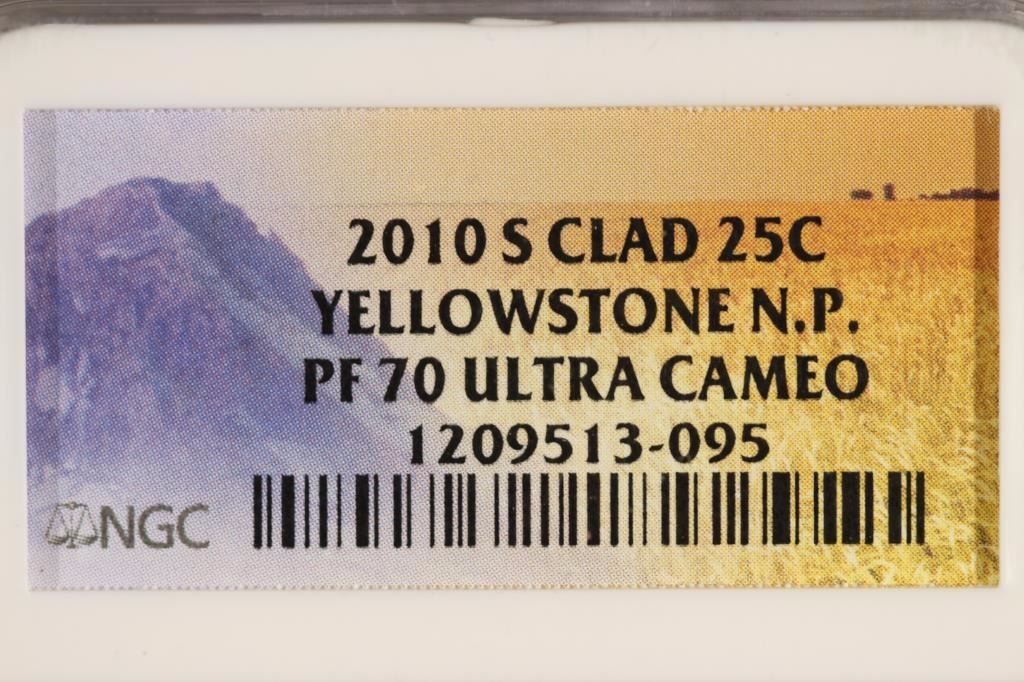 2010 S CLAD 25C
YELLOWSTONE N.P.
PF 70 ULTRA CAMEO
1209513-095
NGC